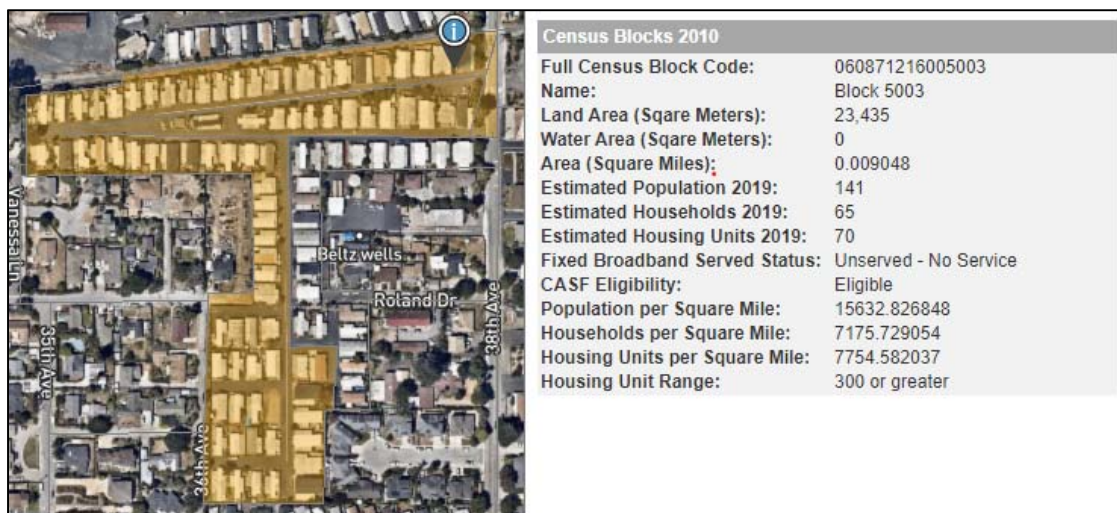 Census Blocks 2010
Full Census Block Code: 060871216005003
Name: Block 5003
Land Area (Sqare Meters): 23,435
Water Area (Sqare Meters): 0
Area (Square Miles): 0.009048
Estimated Population 2019: 141
Estimated Households 2019: 65
Estimated Housing Units 2019: 70
Fixed Broadband Served Status: Unserved - No Service
CASF Eligibility: Eligible
Population per Square Mile: 15632.826848
Households per Square Mile: 7175.729054
Housing Units per Square Mile: 7754.582037
Housing Unit Range: 300 or greater
i
Vanessa Ln
Beltz wells
Roland Dr
38th Ave
35th Ave
36th Ave